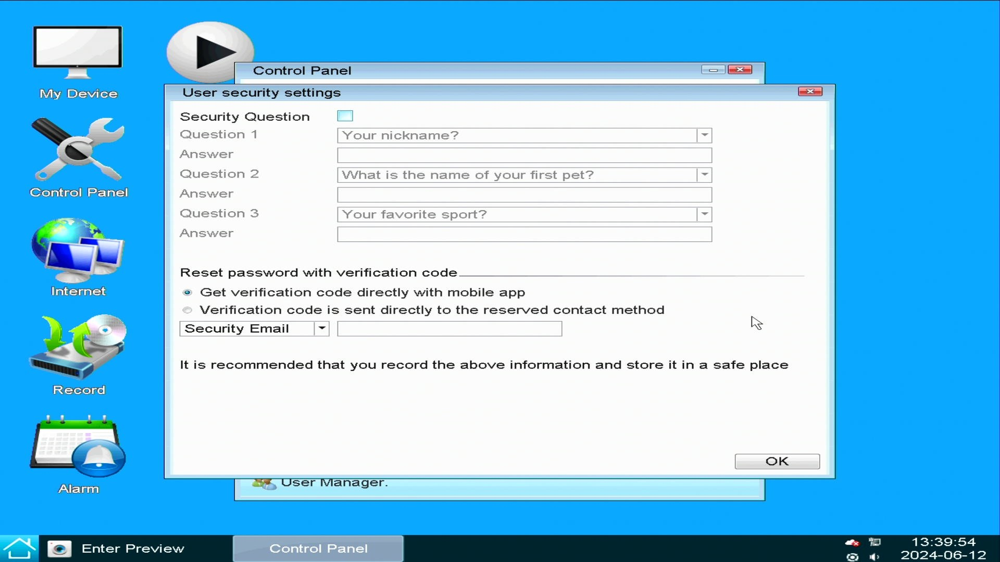 My Device
Control Panel
Internet
Record
Alarm
Control Panel
User security settings
Security Question
Question 1
Your nickname?
Answer
Question 2
What is the name of your first pet?
Answer
Question 3
Your favorite sport?
Answer
Reset password with verification code
Get verification code directly with mobile app
Verification code is sent directly to the reserved contact method
Security Email
It is recommended that you record the above information and store it in a safe place
OK
User Manager.
Enter Preview
Control Panel
13:39:54
2024-06-12